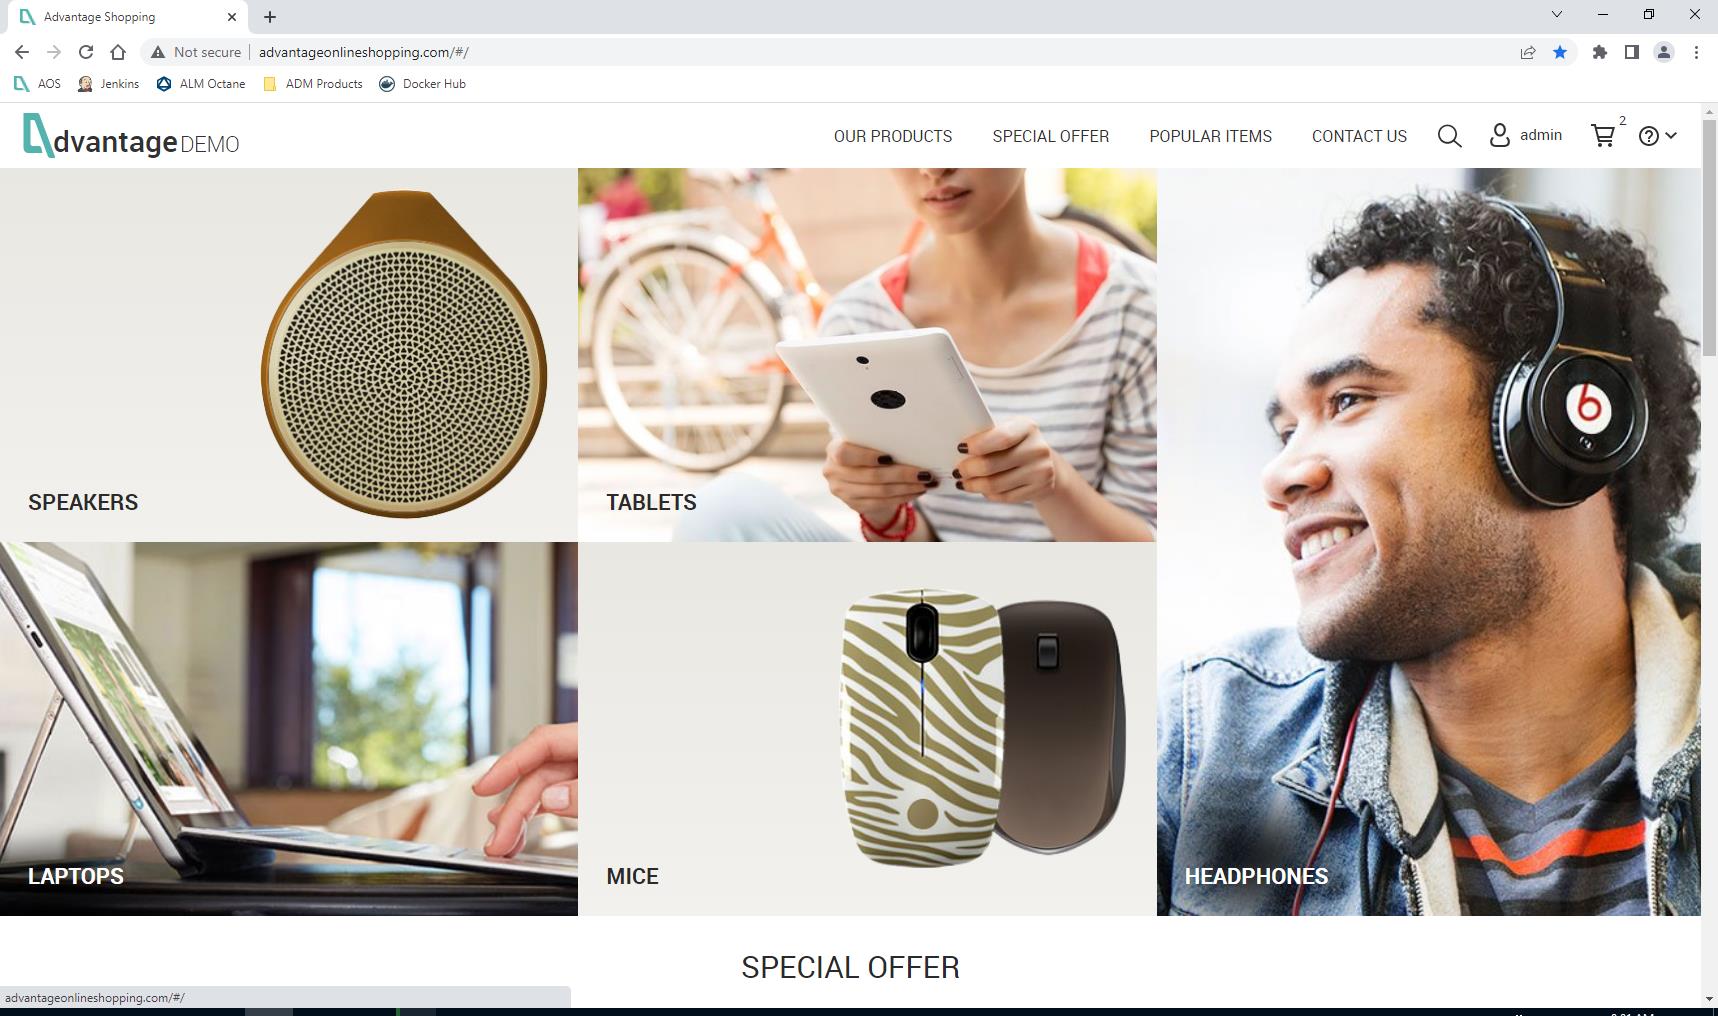 Advantage Shopping
Not secure advantageonlineshopping.com/#/
AOS Jenkins ALM Octane ADM Products Docker Hub
dvantage DEMO
OUR PRODUCTS SPECIAL OFFER POPULAR ITEMS CONTACT US admin 2
SPEAKERS
TABLETS
LAPTOPS
MICE
HEADPHONES
SPECIAL OFFER
advantageonlineshopping.com/#/